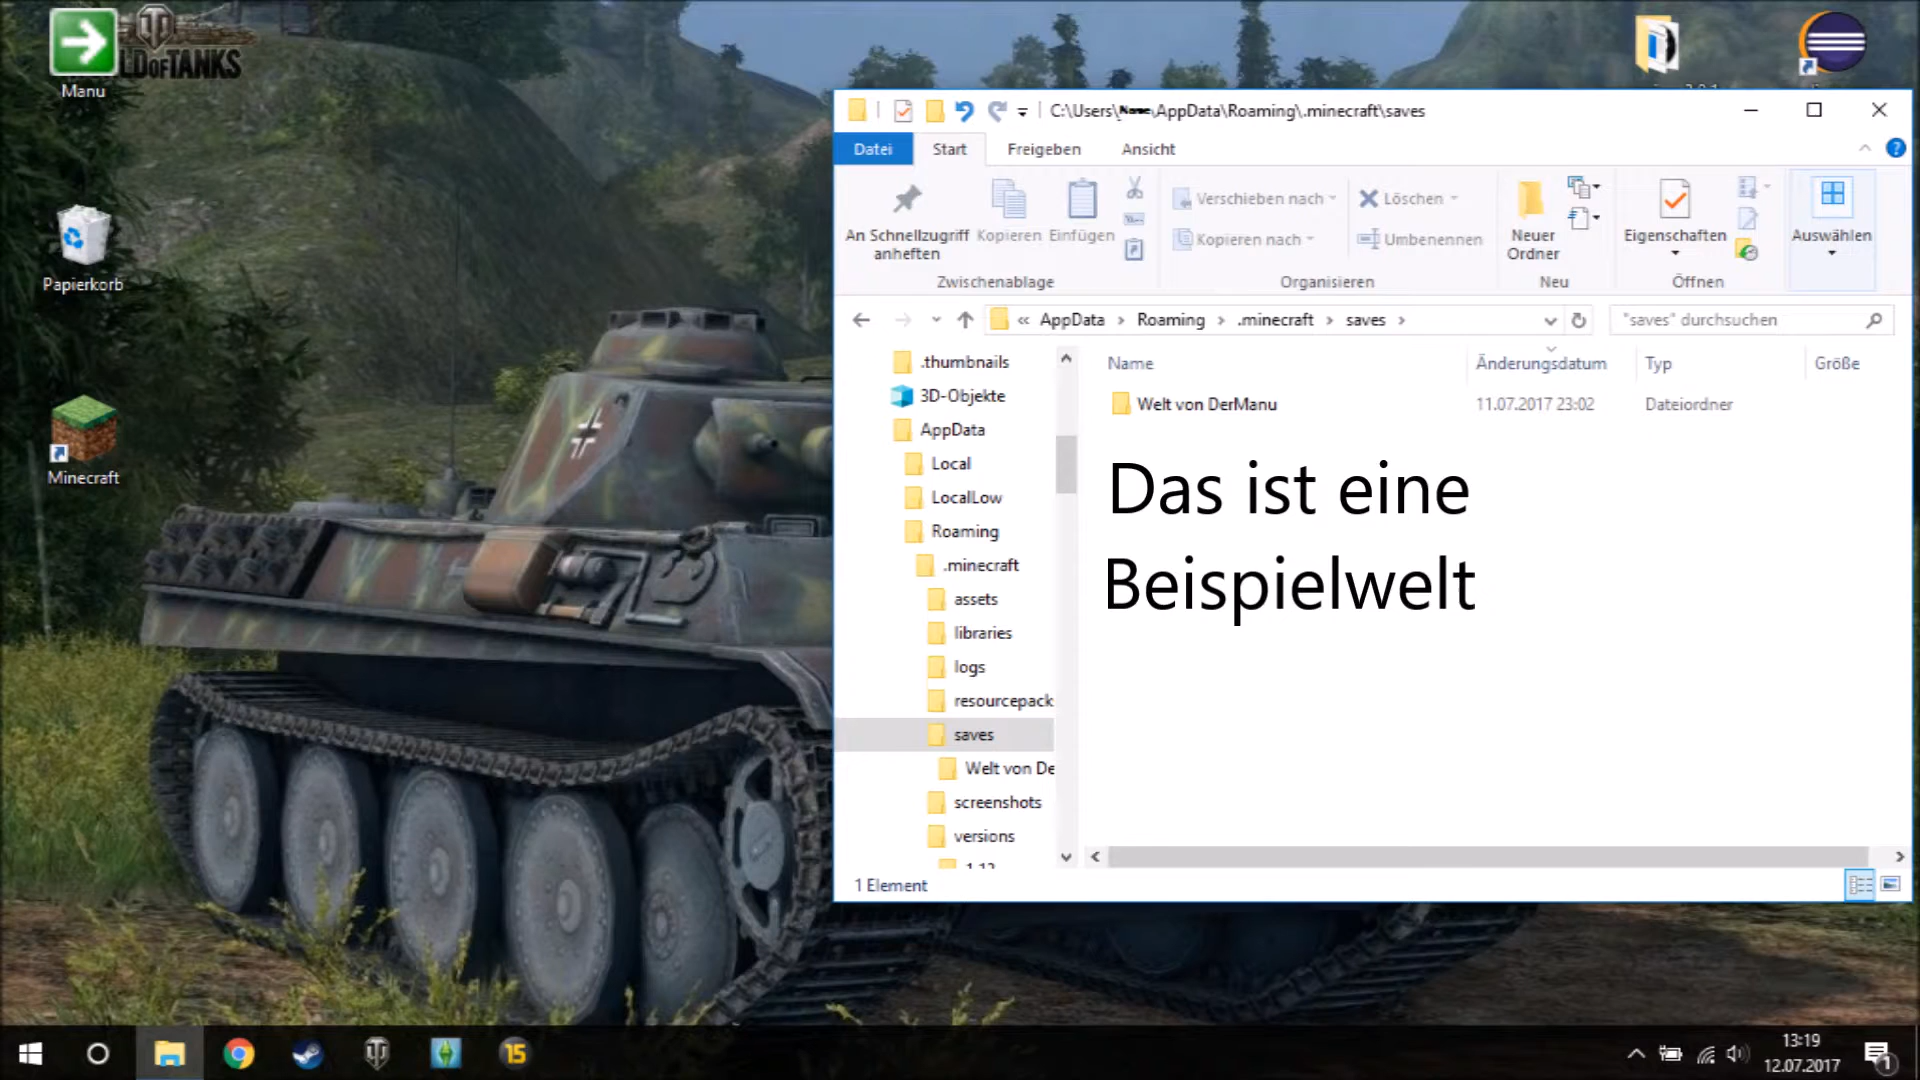 LDOFTANKS
Manu
Papierkorb
Minecraft
C:\Users\ \AppData\Roaming\.minecraft\saves
Datei
Start
Freigeben
Ansicht
An Schnellzugriff
anheften
Kopieren
Einfügen
Zwischenablage
Verschieben nach
Kopieren nach
Löschen
Umbenennen
Organisieren
Neuer
Ordner
Neu
Eigenschaften
Öffnen
Auswählen
« AppData › Roaming › .minecraft › saves ›
"saves" durchsuchen
.thumbnails
3D-Objekte
AppData
Local
LocalLow
Roaming
.minecraft
assets
libraries
logs
resourcepack
saves
Welt von De
screenshots
versions
Name Änderungsdatum Typ Größe
Welt von DerManu 11.07.2017 23:02 Dateiordner
Das ist eine
Beispielwelt
1 Element
15
13:19
12.07.2017
1